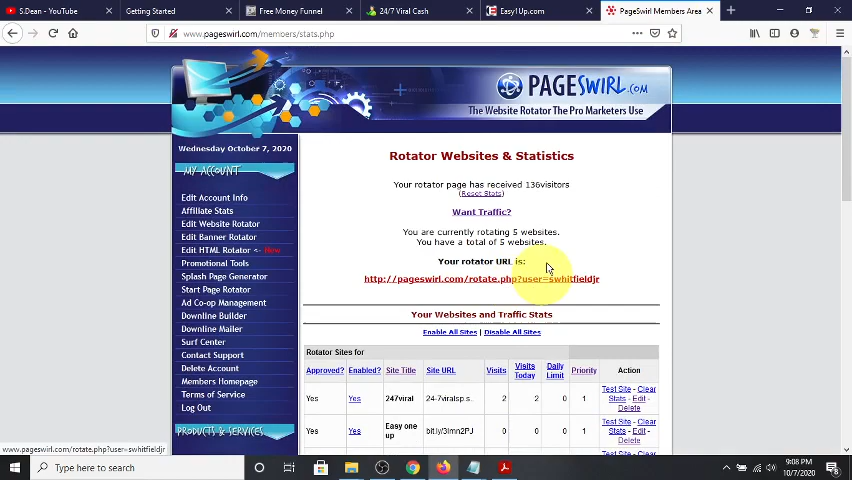 S.Dean - YouTube
Getting Started
Free Money Funnel
24/7 Viral Cash
Easy1Up.com
PageSwirl Members Area
www.pageswirl.com/members/stats.php
PAGESWIRL.COM
The Website Rotator The Pro Marketers Use
Wednesday October 7, 2020
MY ACCOUNT
Edit Account Info
Affiliate Stats
Edit Website Rotator
Edit Banner Rotator
Edit HTML Rotator <- New
Promotional Tools
Splash Page Generator
Start Page Rotator
Ad Co-op Management
Downline Builder
Downline Mailer
Surf Center
Contact Support
Delete Account
Members Homepage
Terms of Service
Log Out
PRODUCTS & SERVICES
Rotator Websites & Statistics
Your rotator page has received 136visitors
(Reset Stats)
Want Traffic?
You are currently rotating 5 websites.
You have a total of 5 websites.
Your rotator URL is:
http://pageswirl.com/rotate.php?user=swhitfieldjr
Your Websites and Traffic Stats
Enable All Sites | Disable All Sites
Rotator Sites for
Approved? Enabled? Site Title Site URL Visits Visits Today Daily Limit Priority Action
Yes Yes 247viral 24-7viralsp.s.. 2 2 0 1 Test Site - Clear Stats - Edit - Delete
Yes Yes Easy one up bit.ly/3lmn2PJ 0 0 0 1 Test Site - Clear Stats - Edit - Delete
www.pageswirl.com/rotate.php?user=swhitfieldjr
Type here to search
9:08 PM
10/7/2020